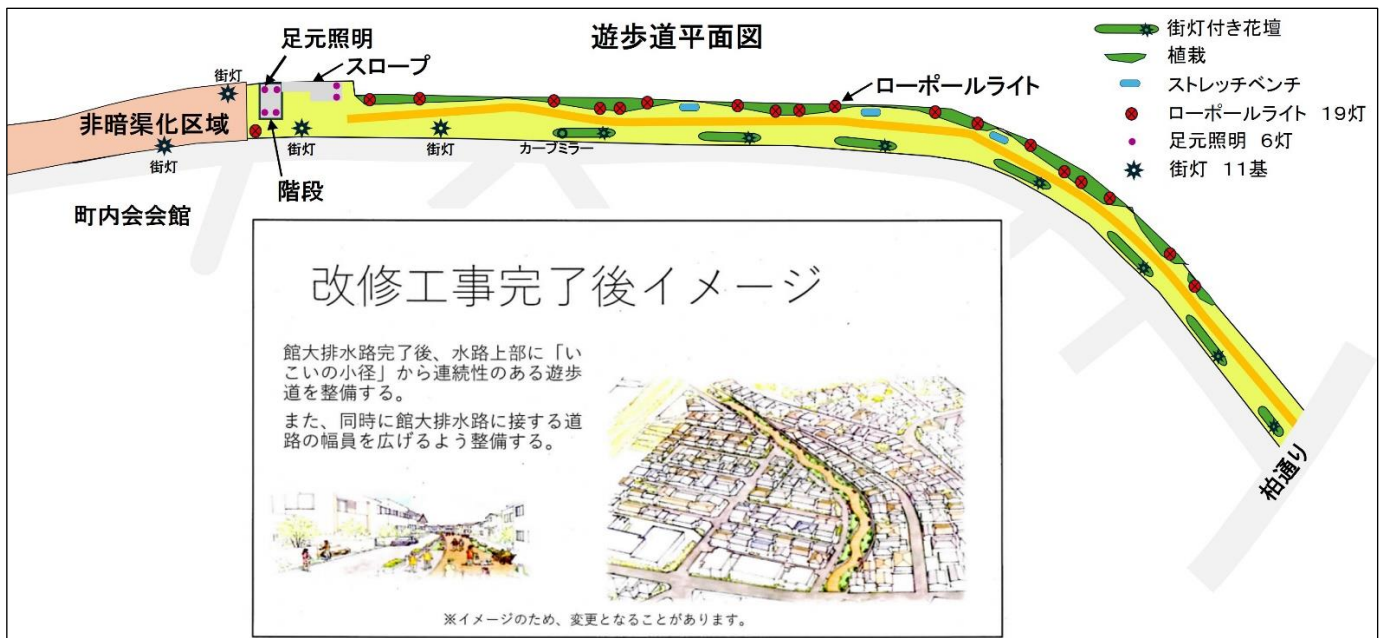 遊歩道平面図
足元照明
スロープ
街灯
ローポールライト
非暗渠化区域
街灯
街灯
街灯
カーブミラー
階段
町内会会館
街灯付き花壇
植栽
ストレッチベンチ
ローポールライト 19灯
足元照明 6灯
街灯 11基
柏通り
改修工事完了後イメージ
館大排水路完了後、水路上部に「い
こいの小径」から連続性のある遊歩
道を整備する。
また、同時に館大排水路に接する道
路の幅員を広げるよう整備する。
※イメージのため、変更となることがあります。